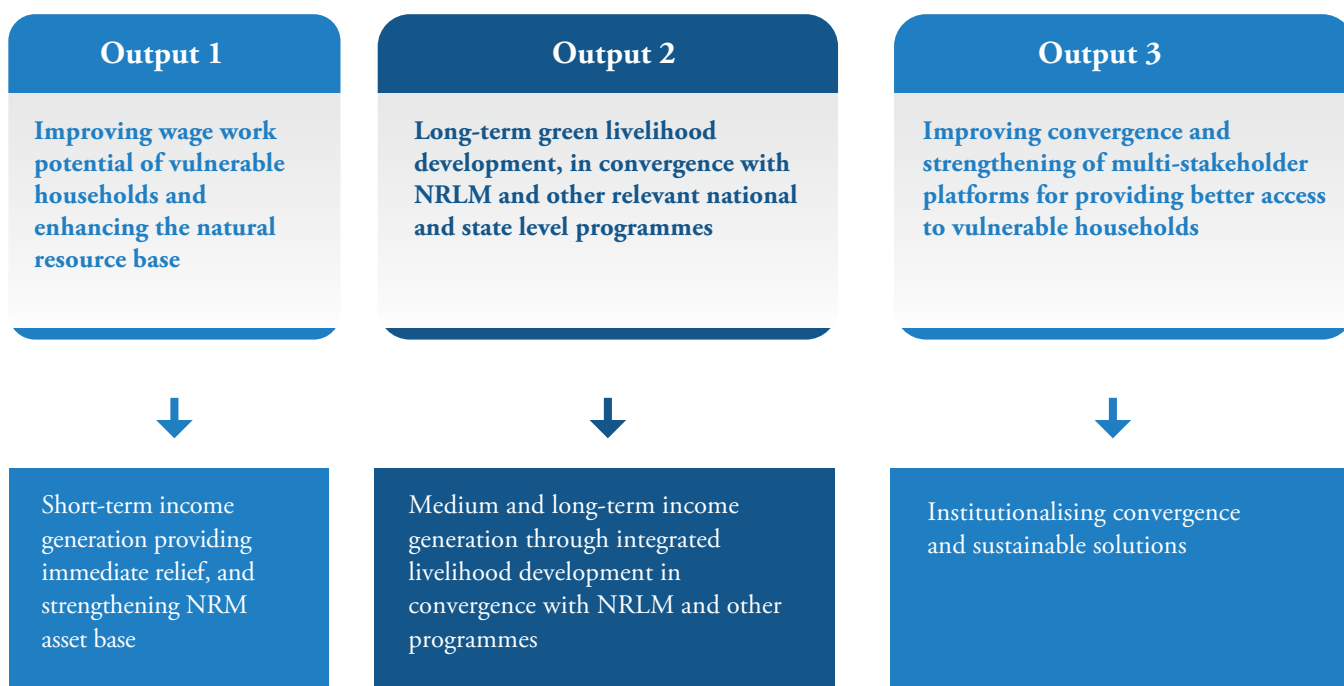 Output 1
Improving wage work
potential of vulnerable
households and
enhancing the natural
resource base
Short-term income
generation providing
immediate relief, and
strengthening NRM
asset base
Output 2
Long-term green livelihood
development, in convergence with
NRLM and other relevant national
and state level programmes
Medium and long-term income
generation through integrated
livelihood development in
convergence with NRLM and other
programmes
Output 3
Improving convergence and
strengthening of multi-stakeholder
platforms for providing better access
to vulnerable households
Institutionalising convergence
and sustainable solutions